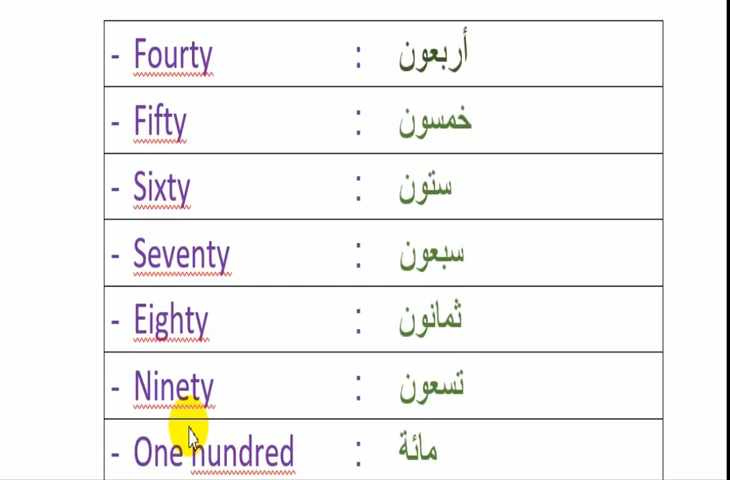 - Fourty : أربعون
- Fifty : خمسون
- Sixty : ستون
- Seventy : سبعون
- Eighty : ثمانون
- Ninety : تسعون
- One hundred : مائة